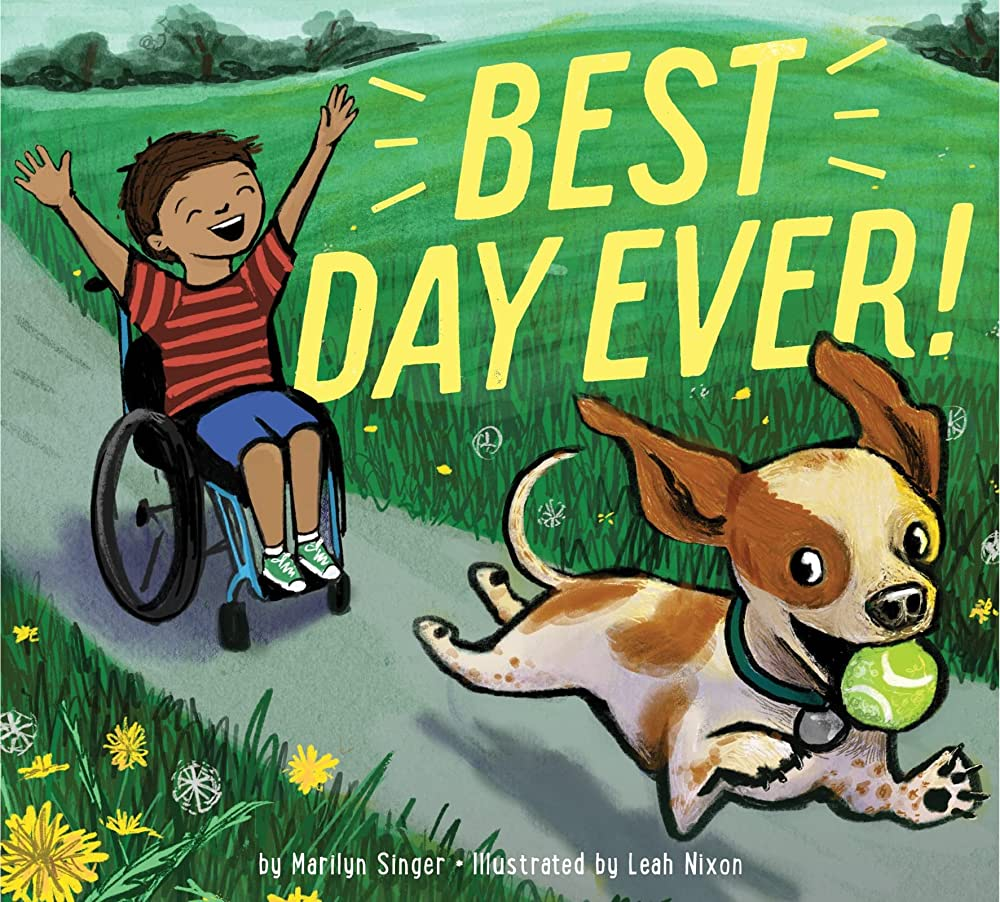 BEST
DAY EVER!
by Marilyn Singer • Illustrated by Leah Nixon